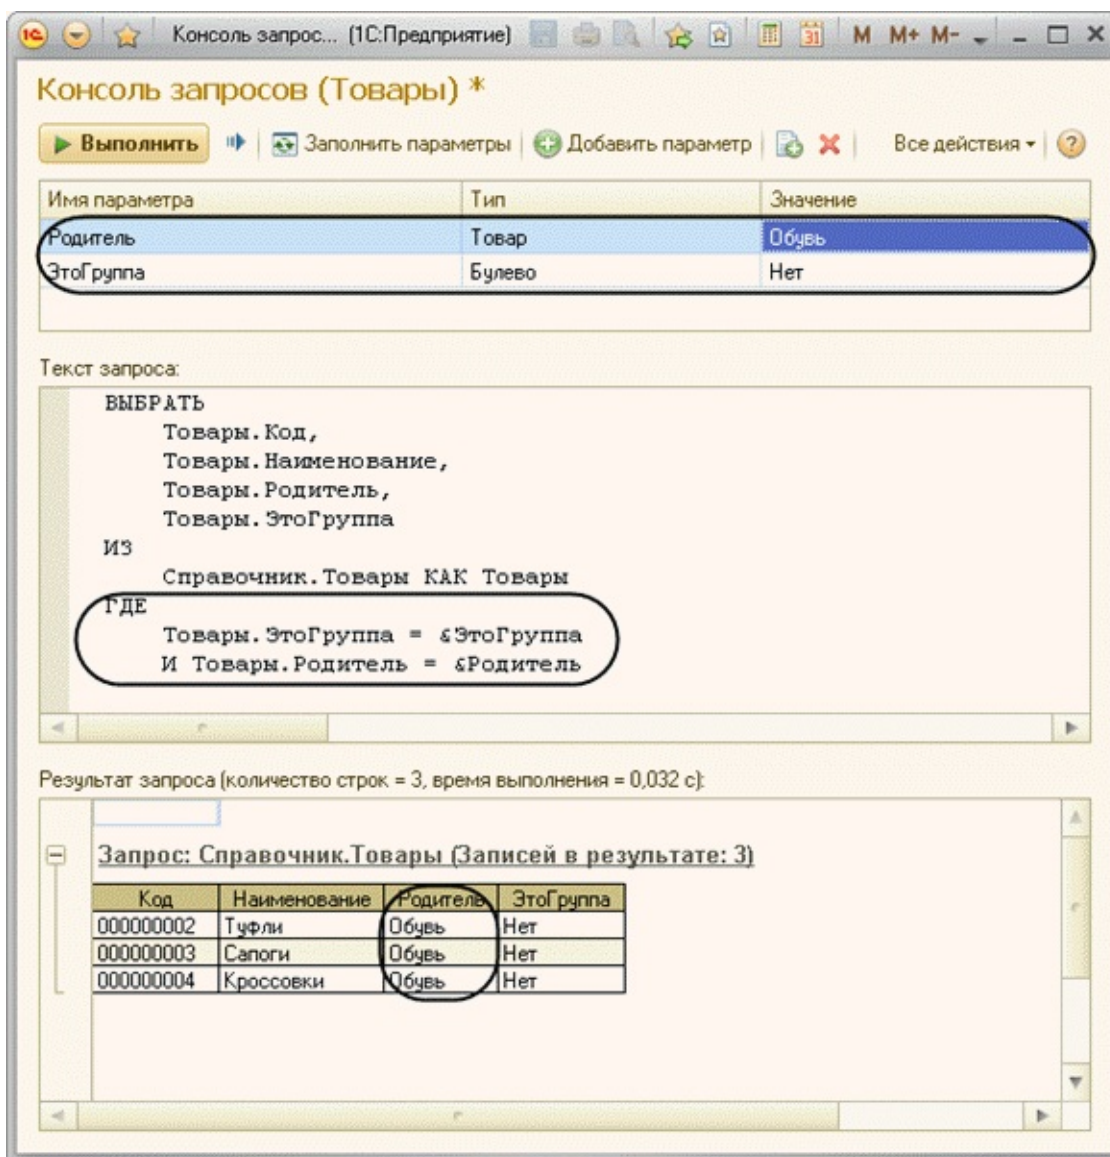 1С Консоль запрос... (1С:Предприятие) 31 M M+ M-
Консоль запросов (Товары) *
Выполнить Заполнить параметры Добавить параметр Все действия ?
Имя параметра Тип Значение
Родитель Товар Обувь
ЭтоГруппа Булево Нет
Текст запроса:
ВЫБРАТЬ
Товары.Код,
Товары.Наименование,
Товары.Родитель,
Товары.ЭтоГруппа
ИЗ
Справочник.Товары КАК Товары
ГДЕ
Товары.ЭтоГруппа = &ЭтоГруппа
И Товары.Родитель = &Родитель
Результат запроса (количество строк = 3, время выполнения = 0,032 с):
Запрос: Справочник.Товары (Записей в результате: 3)
Код Наименование Родитель ЭтоГруппа
000000002 Туфли Обувь Нет
000000003 Сапоги Обувь Нет
000000004 Кроссовки Обувь Нет